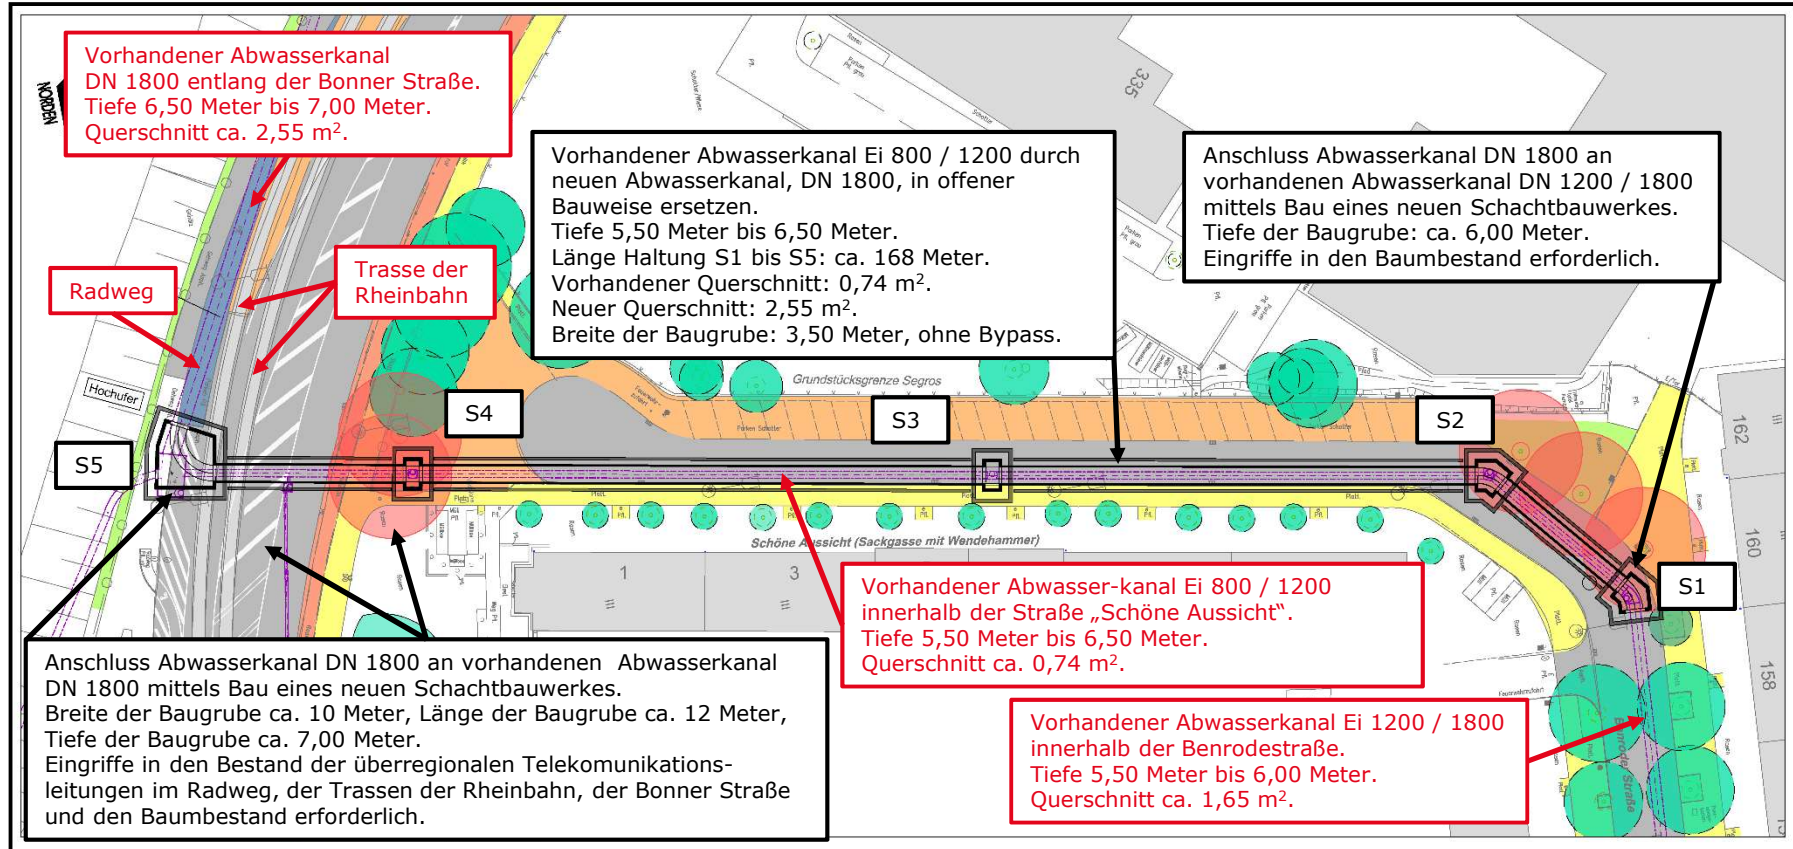 Vorhandener Abwasserkanal
DN 1800 entlang der Bonner Straße.
Tiefe 6,50 Meter bis 7,00 Meter.
Querschnitt ca. 2,55 m².
NORDEN
Radweg
Trasse der
Rheinbahn
Hochufer
Vorhandener Abwasserkanal Ei 800 / 1200 durch
neuen Abwasserkanal, DN 1800, in offener
Bauweise ersetzen.
Tiefe 5,50 Meter bis 6,50 Meter.
Länge Haltung S1 bis S5: ca. 168 Meter.
Vorhandener Querschnitt: 0,74 m².
Neuer Querschnitt: 2,55 m².
Breite der Baugrube: 3,50 Meter, ohne Bypass.
335
Anschluss Abwasserkanal DN 1800 an
vorhandenen Abwasserkanal DN 1200 / 1800
mittels Bau eines neuen Schachtbauwerkes.
Tiefe der Baugrube: ca. 6,00 Meter.
Eingriffe in den Baumbestand erforderlich.
Grundstücksgrenze Segros
S5
S4
S3
S2
S1
162
160
158
Schöne Aussicht (Sackgasse mit Wendehammer)
1
3
Vorhandener Abwasser-kanal Ei 800 / 1200
innerhalb der Straße „Schöne Aussicht“.
Tiefe 5,50 Meter bis 6,50 Meter.
Querschnitt ca. 0,74 m².
Anschluss Abwasserkanal DN 1800 an vorhandenen Abwasserkanal
DN 1800 mittels Bau eines neuen Schachtbauwerkes.
Breite der Baugrube ca. 10 Meter, Länge der Baugrube ca. 12 Meter,
Tiefe der Baugrube ca. 7,00 Meter.
Eingriffe in den Bestand der überregionalen Telekomunikations-
leitungen im Radweg, der Trassen der Rheinbahn, der Bonner Straße
und den Baumbestand erforderlich.
Vorhandener Abwasserkanal Ei 1200 / 1800
innerhalb der Benrodestraße.
Tiefe 5,50 Meter bis 6,00 Meter.
Querschnitt ca. 1,65 m².
Straße